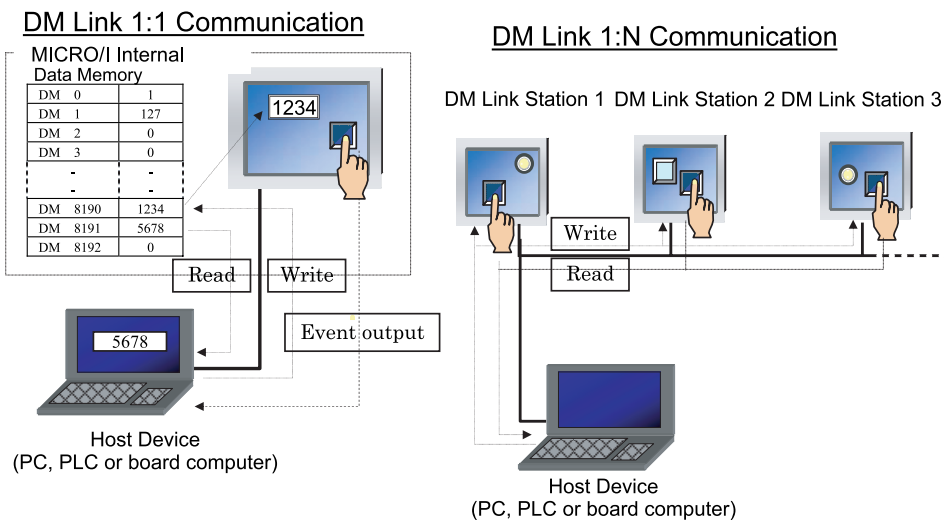 DM Link 1:1 Communication
MICRO/I Internal
Data Memory
DM 0 1
DM 1 127
DM 2 0
DM 3 0
- -
- -
DM 8190 1234
DM 8191 5678
DM 8192 0
1234
Read
Write
Event output
5678
Host Device
(PC, PLC or board computer)
DM Link 1:N Communication
DM Link Station 1 DM Link Station 2 DM Link Station 3
Write
Read
Host Device
(PC, PLC or board computer)